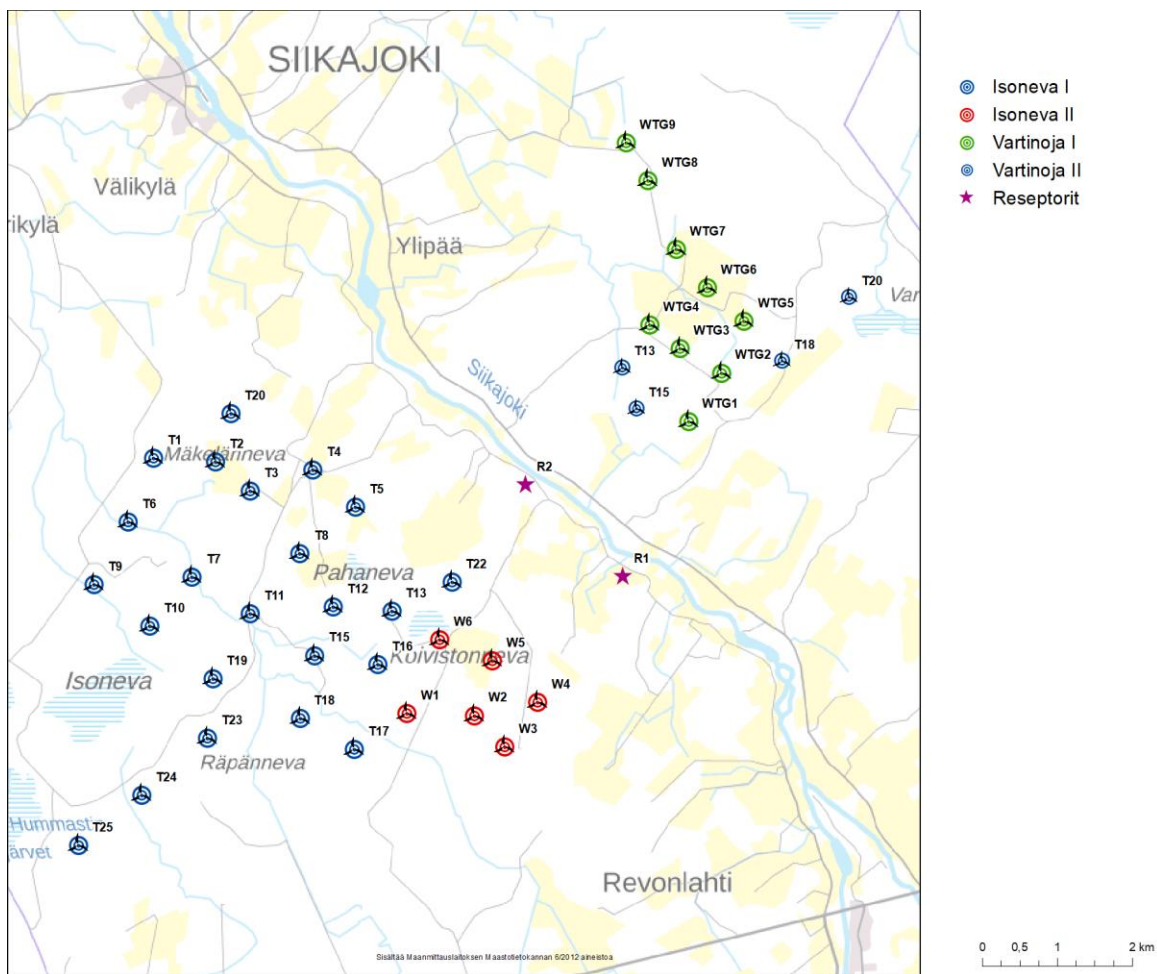 SIIKAJOKI
WTG9
Isoneva I
Isoneva II
Vartinoja I
Vartinoja II
Reseptorit
WTG8
Välikylä
rikylä
Ylipää
WTG7
WTG6
T20
Var
WTG4
WTG5
WTG3
T13
T18
WTG2
Siikajoki
T15
WTG1
T20
T1
T2
Mäkelärinneva
T4
T3
R2
T5
T6
T8
T7
Pahaneva
T22
R1
T9
T12
T13
T10
T11
W6
T15
T16
W5
Koivistonneva
T19
Isoneva
W4
W1
W2
T18
T23
W3
T17
Räpänneva
T24
Hummast
T25
ärvet
Revonlahti
Sisältää Maanmittauslaitoksen Maastotietokannan 6/2012 aineistoa
0 0,5 1 2 km